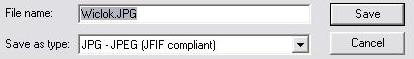 File name: Wiclok.JPG Save
Save as type: JPG - JPEG (JFIF compliant) Cancel